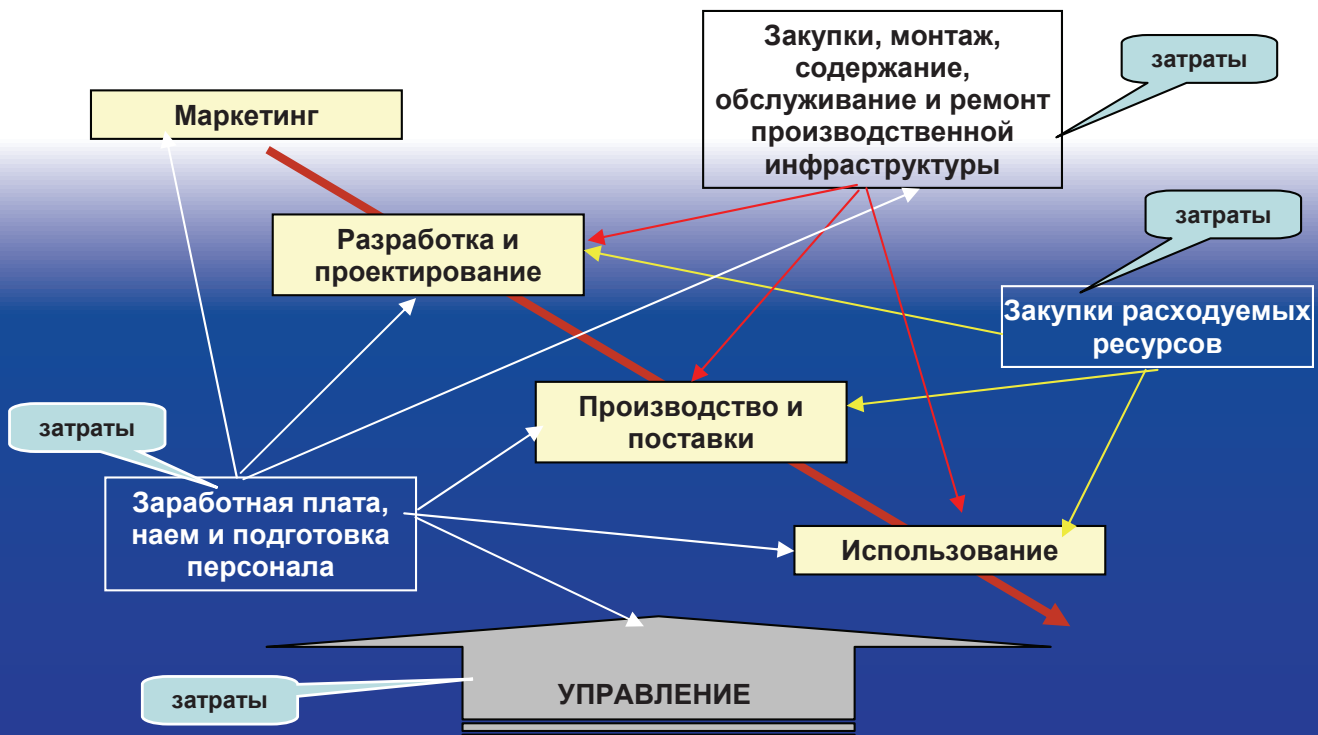 Закупки, монтаж,
содержание,
обслуживание и ремонт
производственной
инфраструктуры
затраты
Маркетинг
затраты
Разработка и
проектирование
Закупки расходуемых
ресурсов
Производство и
поставки
затраты
Заработная плата,
наем и подготовка
персонала
Использование
затраты
УПРАВЛЕНИЕ